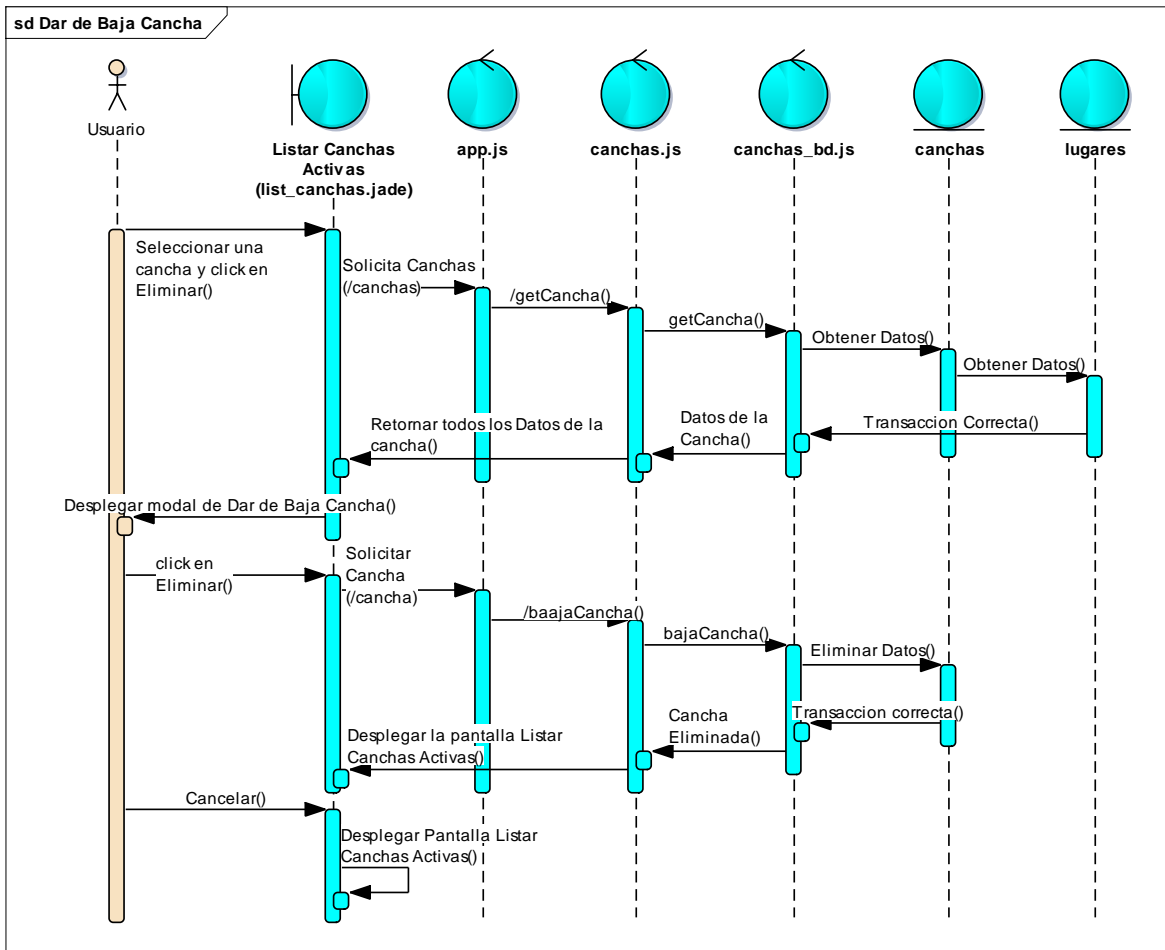 sd Dar de Baja Cancha
Usuario
Listar Canchas
Activas
(list_canchas.jade)
app.js
canchas.js
canchas_bd.js
canchas
lugares
Seleccionar una
cancha y click en
Eliminar()
Solicita Canchas
(/canchas)
/getCancha()
getCancha()
Obtener Datos()
Obtener Datos()
Transaccion Correcta()
Datos de la
Cancha()
Retornar todos los Datos de la
cancha()
Desplegar modal de Dar de Baja Cancha()
click en
Eliminar()
Solicitar
Cancha
(/cancha)
/baajaCancha()
bajaCancha()
Eliminar Datos()
Transaccion correcta()
Cancha
Eliminada()
Desplegar la pantalla Listar
Canchas Activas()
Cancelar()
Desplegar Pantalla Listar
Canchas Activas()